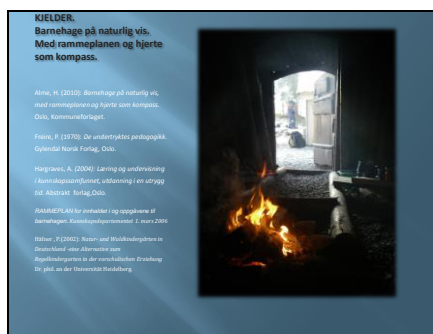 KJELDER.
Barnehage på naturlig vis.
Med rammeplanen og hjerte
som kompass.
Alme, H. (2010): Barnehage på naturlig vis,
med rammeplanen og hjerte som kompass.
Oslo, Kommuneforlaget.
Freire, P. (1970): De undertryktes pedagogikk.
Gylendal Norsk Forlag, Oslo.
Hargraves, A. (2004): Læring og undervisning
i kunnskapssamfunnet, utdanning i en utrygg
tid. Abstrakt forlag,Oslo.
RAMMEPLAN for innhaldet i og oppgåvene til
barnehagen. Kunnskapsdepartementet 1. mars 2006
Häfner , P.(2002): Natur- und Waldkindergärten in
Deutschland -eine Alternative zum
Regelkindergarten in der vorschulischen Erziehung
Dr. phil. an der Universität Heidelberg.